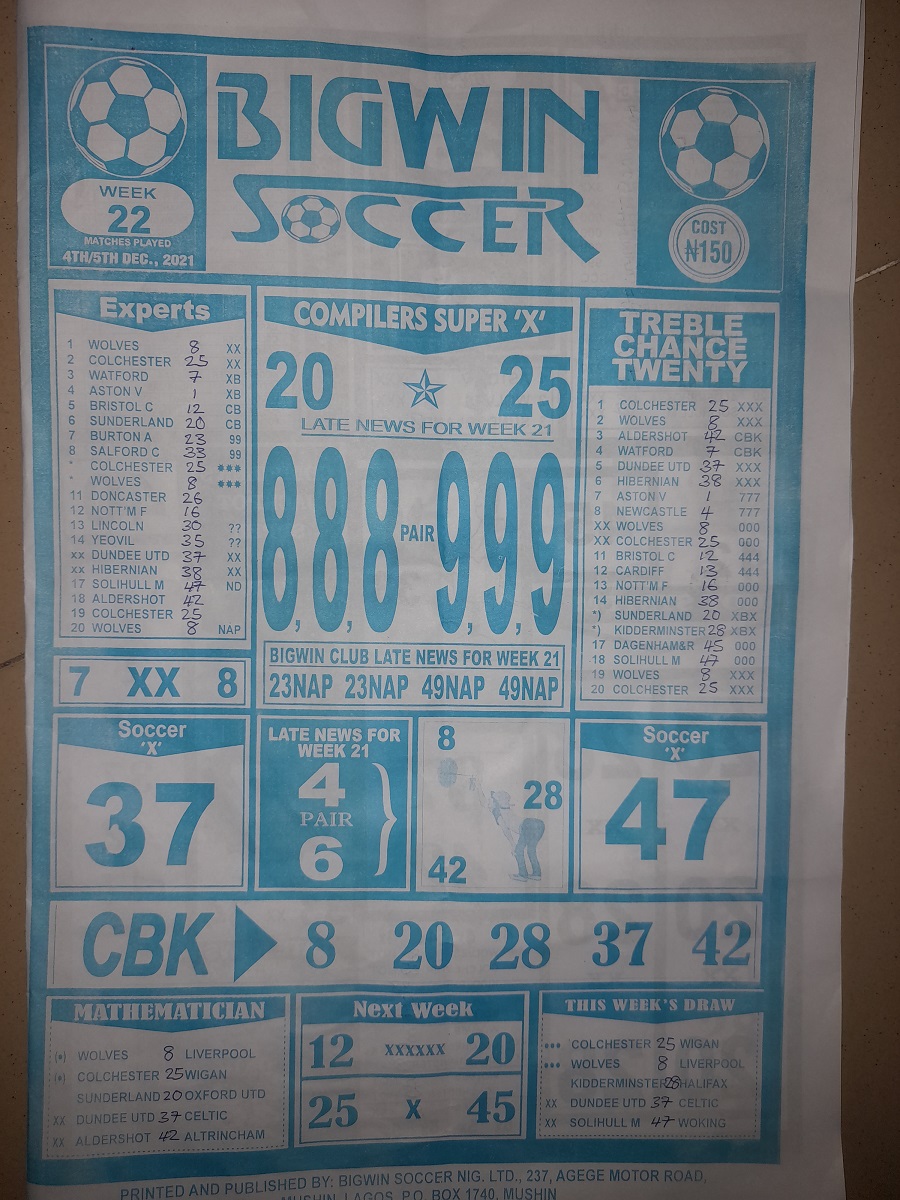 BIGWIN
SOCCER
WEEK
22
MATCHES PLAYED
4TH/5TH DEC., 2021
COST
₦150
Experts
1 WOLVES 8 XX
2 COLCHESTER 25 XX
3 WATFORD 7 XB
4 ASTON V 1 XB
5 BRISTOL C 12 CB
6 SUNDERLAND 20 CB
7 BURTON A 23 99
8 SALFORD C 33 99
* COLCHESTER 25 ***
* WOLVES 8 ***
11 DONCASTER 26
12 NOTT'M F 16
13 LINCOLN 30 ??
14 YEOVIL 35 ??
xx DUNDEE UTD 37 XX
xx HIBERNIAN 38 XX
17 SOLIHULL M 47 ND
18 ALDERSHOT 42
19 COLCHESTER 25
20 WOLVES 8 NAP
7 XX 8
COMPILERS SUPER 'X'
20 25
LATE NEWS FOR WEEK 21
8,8,8 PAIR 9,9,9
BIGWIN CLUB LATE NEWS FOR WEEK 21
23NAP 23NAP 49NAP 49NAP
TREBLE
CHANCE
TWENTY
1 COLCHESTER 25 XXX
2 WOLVES 8 XXX
3 ALDERSHOT 42 CBK
4 WATFORD 7 CBK
5 DUNDEE UTD 37 XXX
6 HIBERNIAN 38 XXX
7 ASTON V 1 777
8 NEWCASTLE 4 777
XX WOLVES 8 000
XX COLCHESTER 25 000
11 BRISTOL C 12 444
12 CARDIFF 13 444
13 NOTT'M F 16 000
14 HIBERNIAN 38 000
*) SUNDERLAND 20 XBX
*) KIDDERMINSTER 28 XBX
17 DAGENHAM&R 45 000
18 SOLIHULL M 47 000
19 WOLVES 8 XXX
20 COLCHESTER 25 XXX
Soccer
'X'
37
LATE NEWS FOR
WEEK 21
4
PAIR
6
8
28
42
Soccer
'X'
47
CBK 8 20 28 37 42
MATHEMATICIAN
(*) WOLVES 8 LIVERPOOL
(*) COLCHESTER 25 WIGAN
SUNDERLAND 20 OXFORD UTD
XX DUNDEE UTD 37 CELTIC
XX ALDERSHOT 42 ALTRINCHAM
Next Week
12 XXXXXX 20
25 X 45
THIS WEEK'S DRAW
*** COLCHESTER 25 WIGAN
*** WOLVES 8 LIVERPOOL
KIDDERMINSTER 28 HALIFAX
XX DUNDEE UTD 37 CELTIC
XX SOLIHULL M 47 WOKING
PRINTED AND PUBLISHED BY: BIGWIN SOCCER NIG. LTD., 237, AGEGE MOTOR ROAD,
MUSHIN, LAGOS. P.O. BOX 1740, MUSHIN